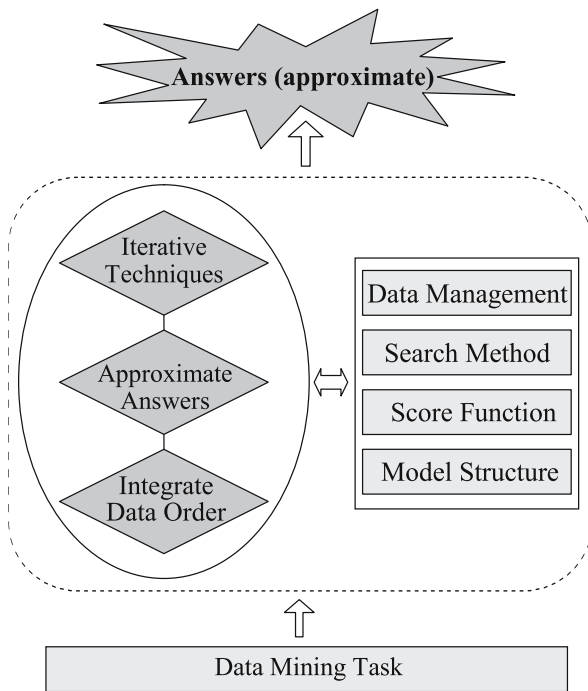 Answers (approximate)
Iterative
Techniques
Approximate
Answers
Integrate
Data Order
Data Management
Search Method
Score Function
Model Structure
Data Mining Task